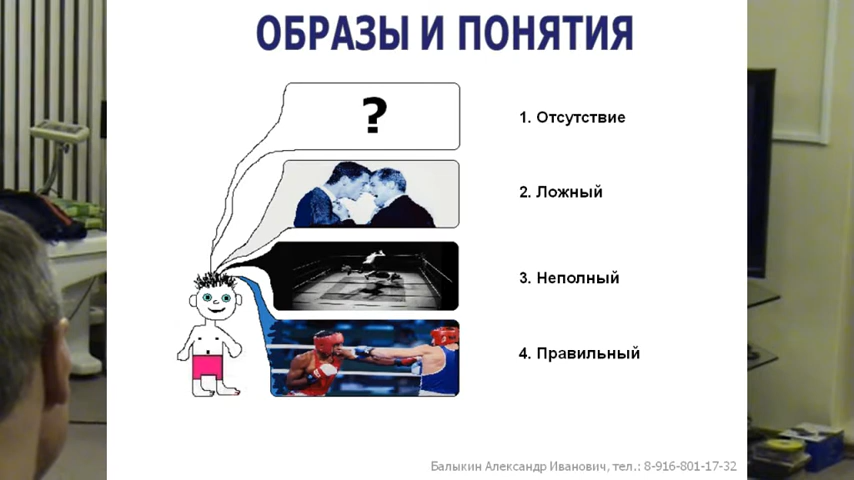 ОБРАЗЫ И ПОНЯТИЯ
?
1. Отсутствие
2. Ложный
3. Неполный
4. Правильный
Балыкин Александр Иванович, тел.: 8-916-801-17-32